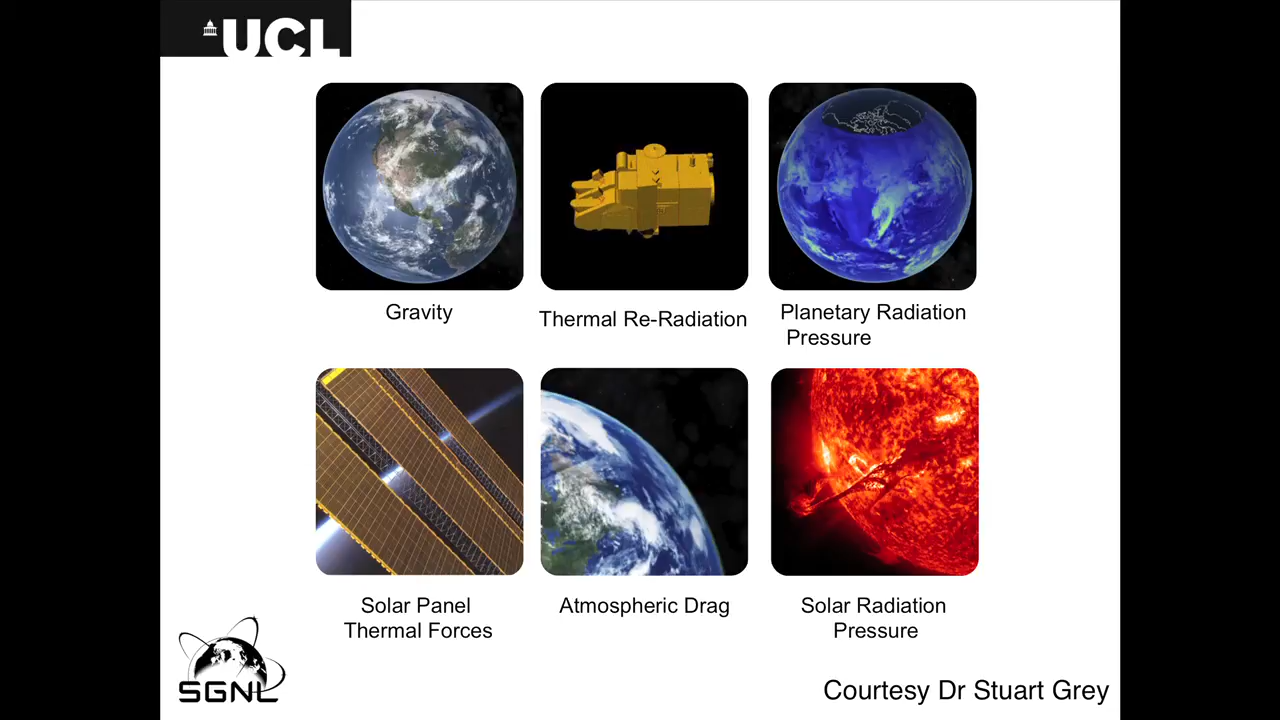 UCL
Gravity
Thermal Re-Radiation
Planetary Radiation
Pressure
Solar Panel
Thermal Forces
Atmospheric Drag
Solar Radiation
Pressure
SGNL
Courtesy Dr Stuart Grey